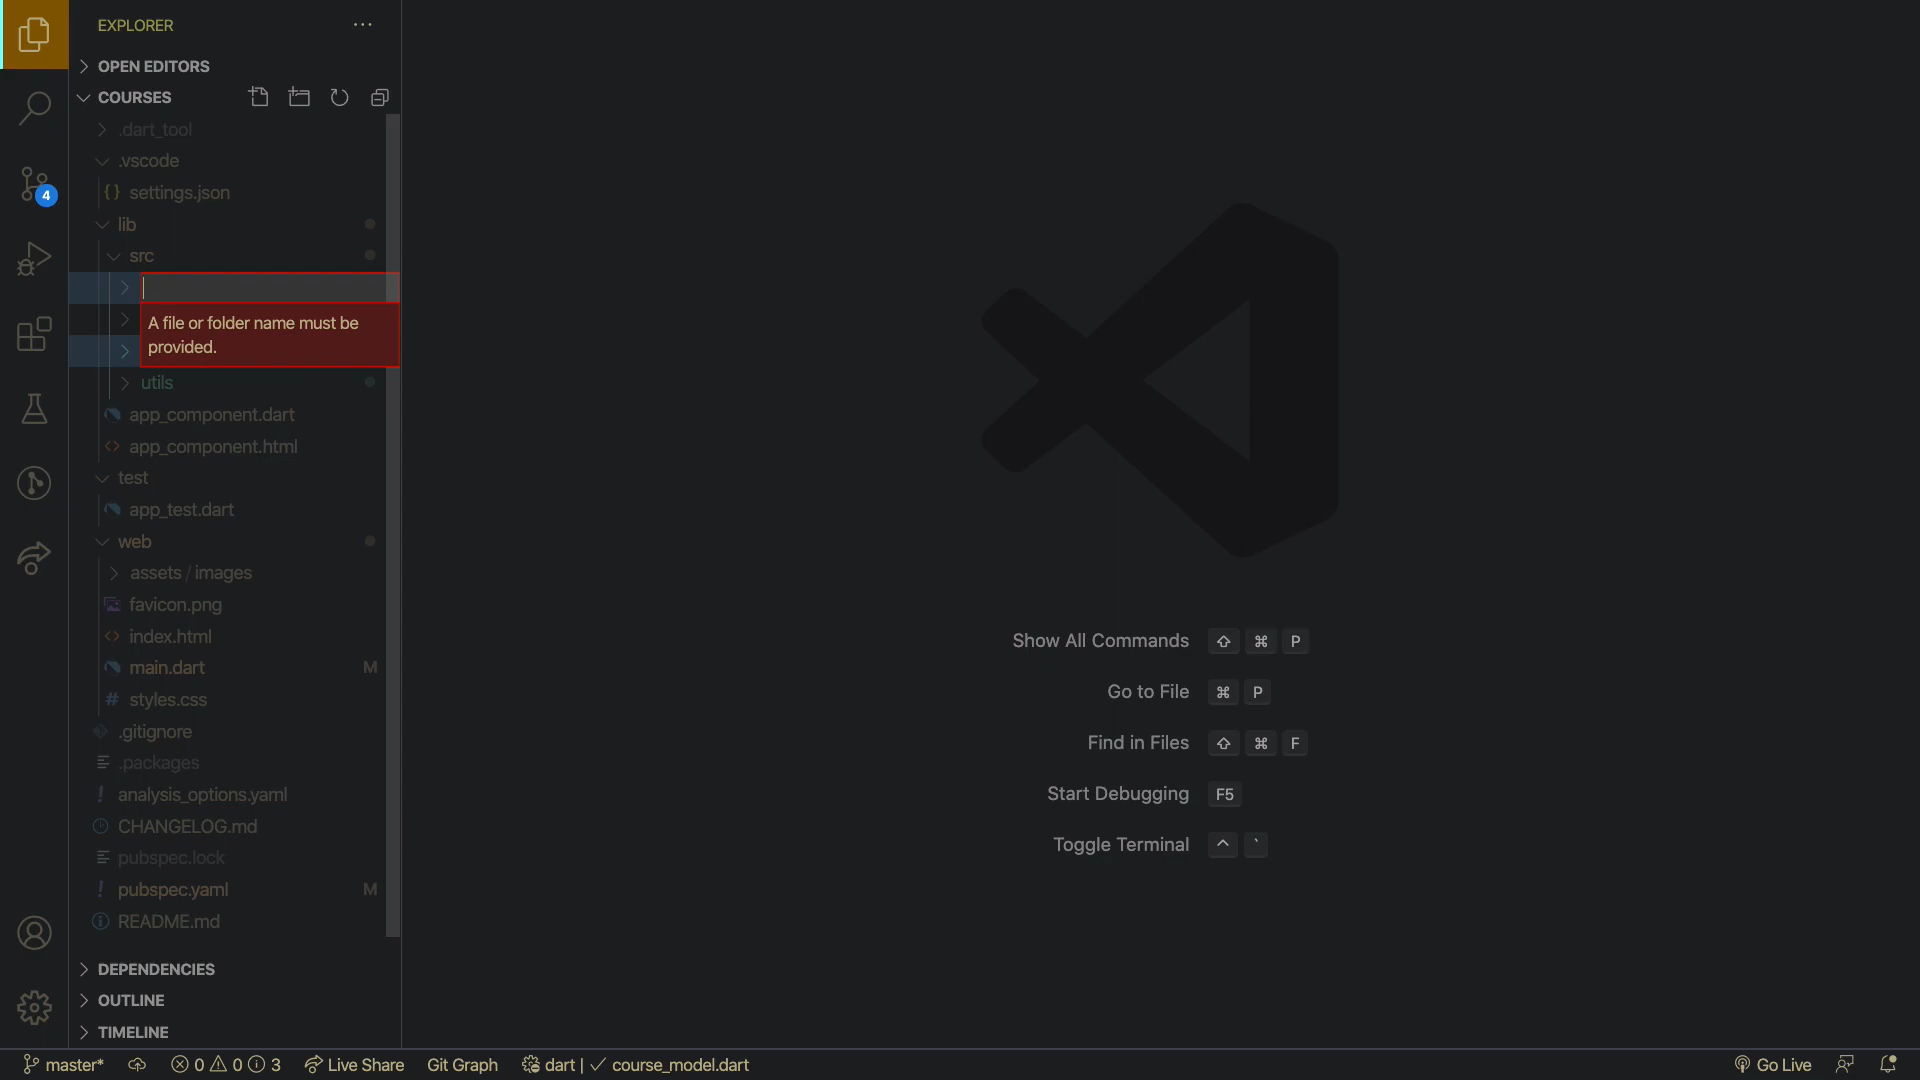 EXPLORER
OPEN EDITORS
COURSES
.dart_tool
.vscode
{} settings.json
lib
src
A file or folder name must be
provided.
utils
app_component.dart
<> app_component.html
test
app_test.dart
web
assets / images
favicon.png
<> index.html
main.dart M
# styles.css
.gitignore
.packages
! analysis_options.yaml
CHANGELOG.md
pubspec.lock
! pubspec.yaml M
README.md
DEPENDENCIES
OUTLINE
TIMELINE
4
Show All Commands ⇧ ⌘ P
Go to File ⌘ P
Find in Files ⇧ ⌘ F
Start Debugging F5
Toggle Terminal ^ `
master* 0 0 3 Live Share Git Graph dart | ✓ course_model.dart Go Live